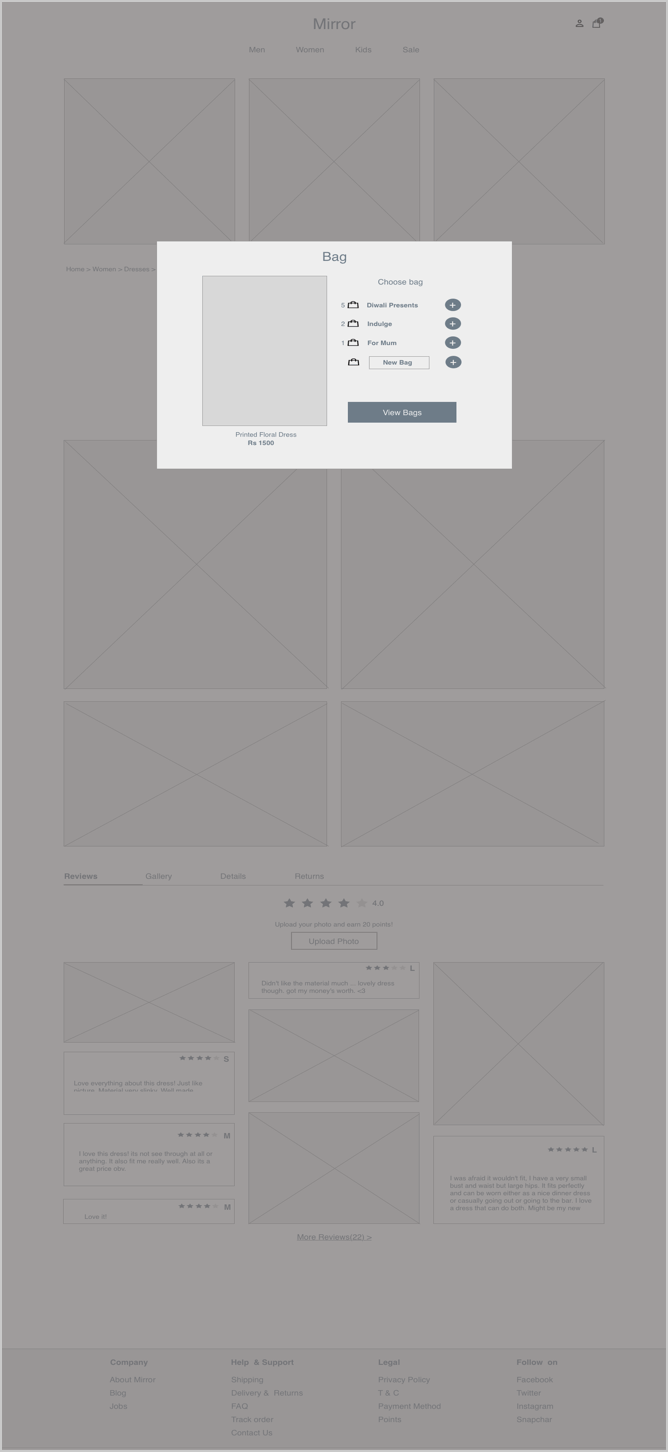 Mirror
1
Men Women Kids Sale
Bag
Home > Women > Dresses >
Choose bag
5 Diwali Presents +
2 Indulge +
1 For Mum +
New Bag +
View Bags
Printed Floral Dress
Rs 1500
Reviews Gallery Details Returns
4.0
Upload your photo and earn 20 points!
Upload Photo
L
Didn't like the material much ... lovely dress
though, got my money's worth. <3
S
Love everything about this dress! Just like
picture. Material very sticky. Well made.
M
I love this dress! its not see through at all or
anything. It also fit me really well. Also its a
great price obv
M
Love it!
L
I was afraid it wouldn't fit. I have a very small
bust and waist but large hips. It fits perfectly
and can be worn either as a nice dinner dress
or casually going out or going to the bar. I love
a dress that can do both. Might be my new
More Reviews(22) >
Company
About Mirror
Blog
Jobs
Help & Support
Shipping
Delivery & Returns
FAQ
Track order
Contact Us
Legal
Privacy Policy
T & C
Payment Method
Points
Follow on
Facebook
Twitter
Instagram
Snapchat